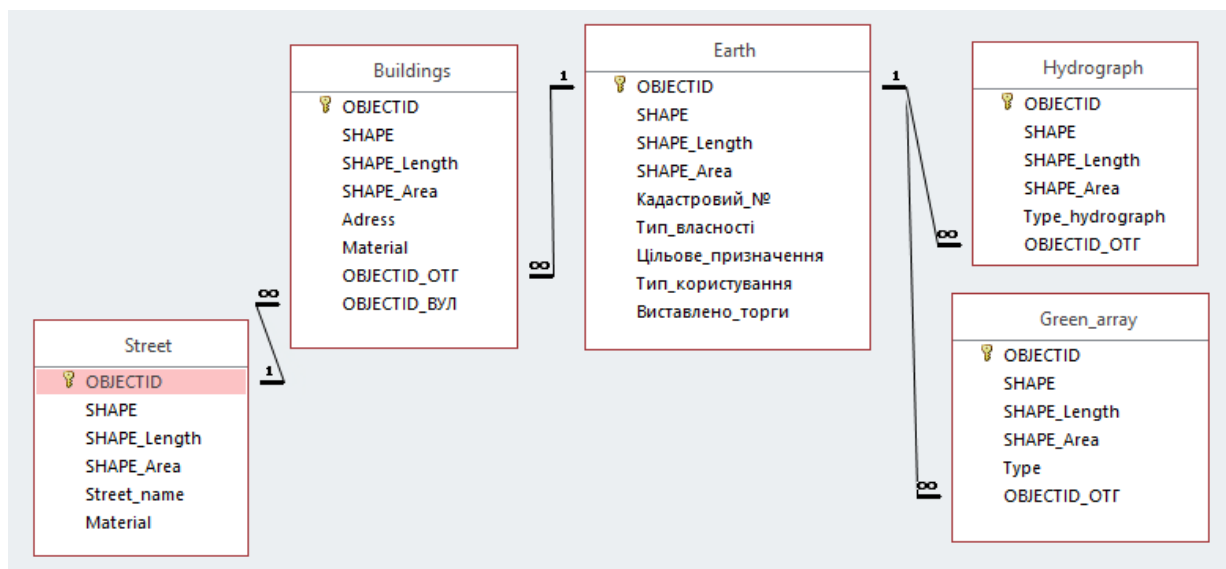 Buildings
OBJECTID
SHAPE
SHAPE_Length
SHAPE_Area
Adress
Material
OBJECTID_ОТГ
OBJECTID_ВУЛ
1
∞
Earth
OBJECTID
SHAPE
SHAPE_Length
SHAPE_Area
Кадастровий_№
Тип_власності
Цільове_призначення
Тип_користування
Виставлено_торги
1
∞
∞
Hydrograph
OBJECTID
SHAPE
SHAPE_Length
SHAPE_Area
Type_hydrograph
OBJECTID_ОТГ
Street
OBJECTID
SHAPE
SHAPE_Length
SHAPE_Area
Street_name
Material
∞
1
Green_array
OBJECTID
SHAPE
SHAPE_Length
SHAPE_Area
Type
OBJECTID_ОТГ